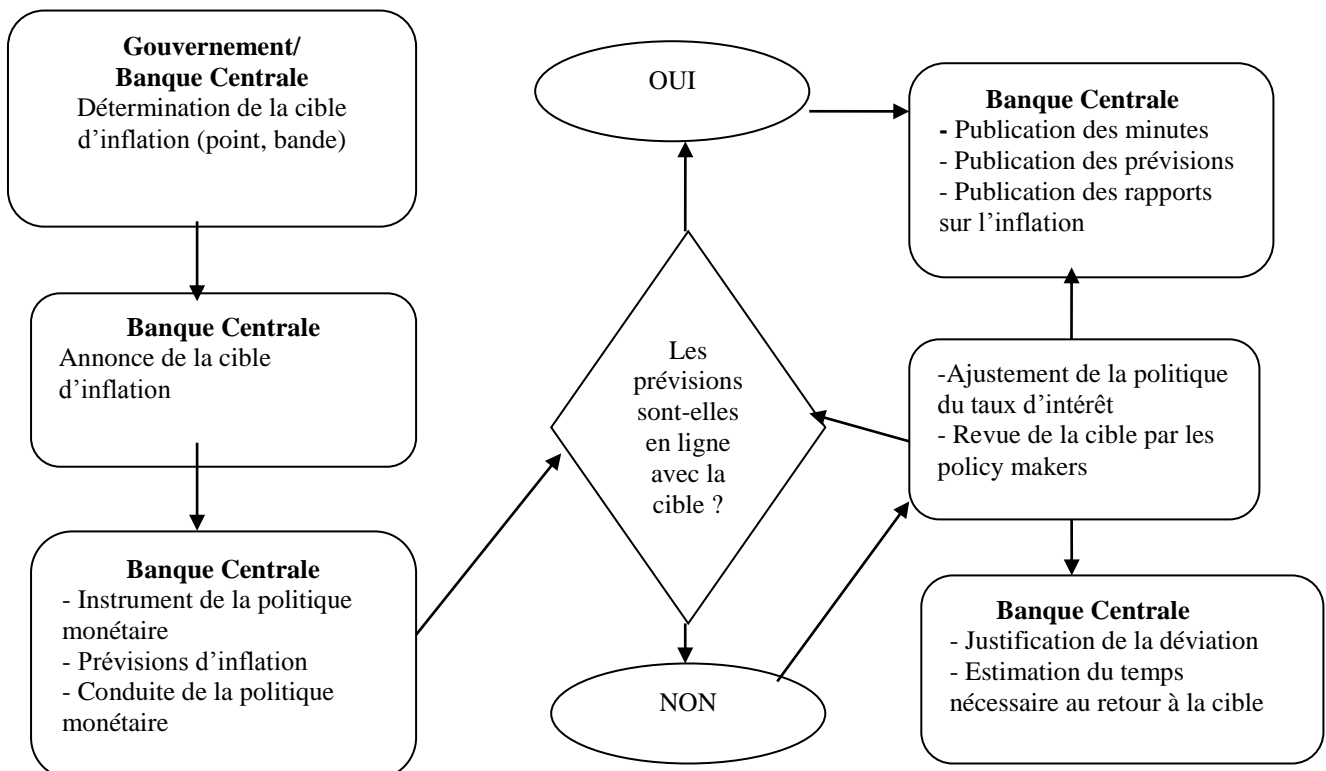 Gouvernement/
Banque Centrale
Détermination de la cible
d’inflation (point, bande)
Banque Centrale
Annonce de la cible
d’inflation
Banque Centrale
- Instrument de la politique
monétaire
- Prévisions d’inflation
- Conduite de la politique
monétaire
OUI
Les
prévisions
sont-elles
en ligne
avec la
cible ?
NON
Banque Centrale
- Publication des minutes
- Publication des prévisions
- Publication des rapports
sur l’inflation
-Ajustement de la politique
du taux d’intérêt
- Revue de la cible par les
policy makers
Banque Centrale
- Justification de la déviation
- Estimation du temps
nécessaire au retour à la cible